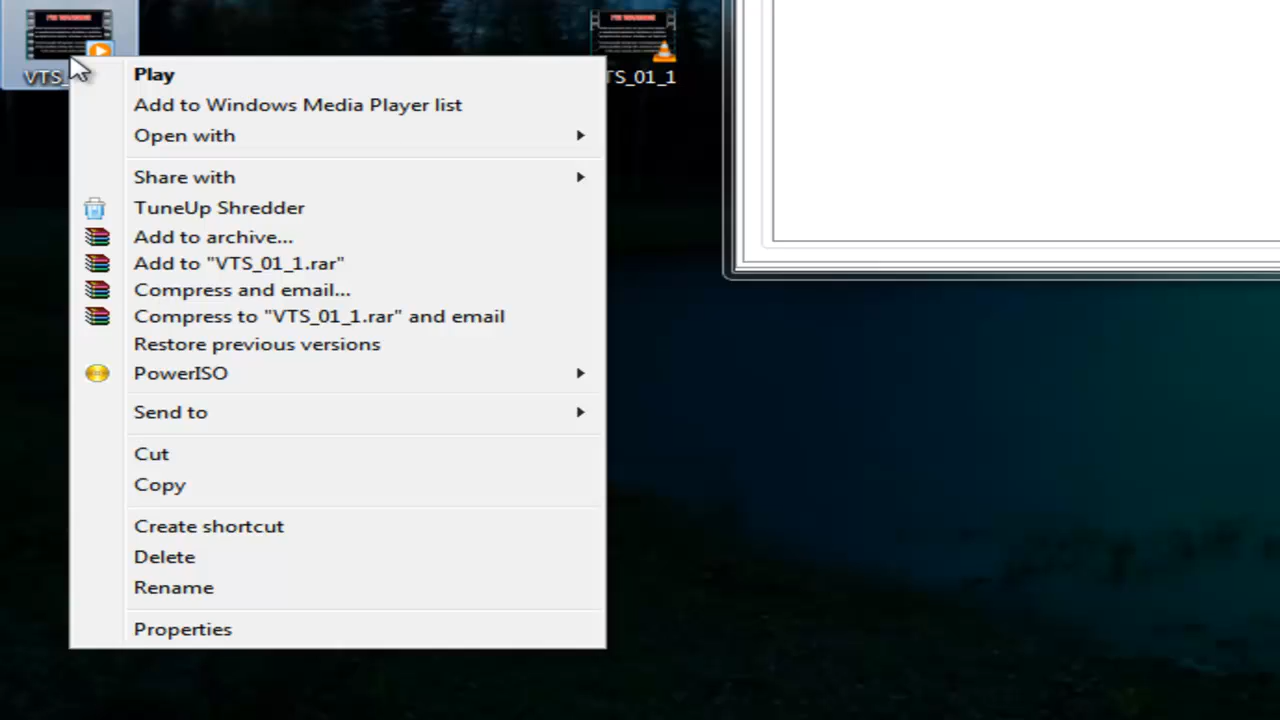 VTS_
TS_01_1
Play
Add to Windows Media Player list
Open with
Share with
TuneUp Shredder
Add to archive...
Add to "VTS_01_1.rar"
Compress and email...
Compress to "VTS_01_1.rar" and email
Restore previous versions
PowerISO
Send to
Cut
Copy
Create shortcut
Delete
Rename
Properties